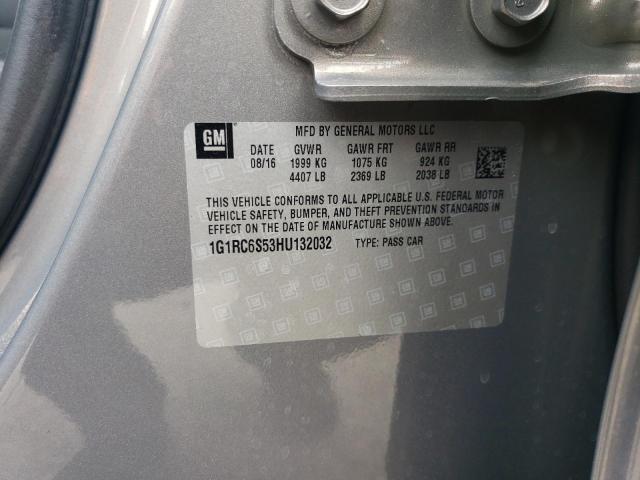 GM
MFD BY GENERAL MOTORS LLC
DATE GVWR GAWR FRT GAWR RR
08/16 1999 KG 1075 KG 924 KG
4407 LB 2369 LB 2038 LB
THIS VEHICLE CONFORMS TO ALL APPLICABLE U.S. FEDERAL MOTOR
VEHICLE SAFETY, BUMPER, AND THEFT PREVENTION STANDARDS IN
EFFECT ON THE DATE OF MANUFACTURE SHOWN ABOVE.
1G1RC6S53HU132032 TYPE: PASS CAR